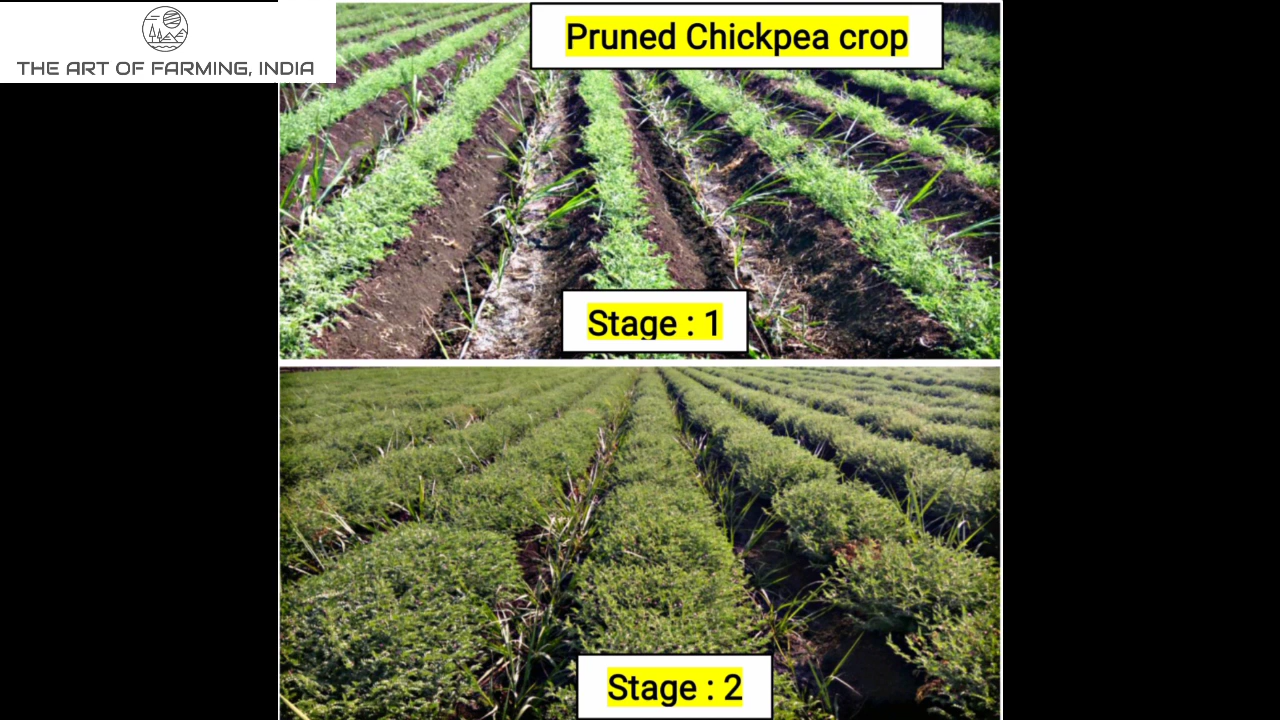 THE ART OF FARMING, INDIA
Pruned Chickpea crop
Stage : 1
Stage : 2